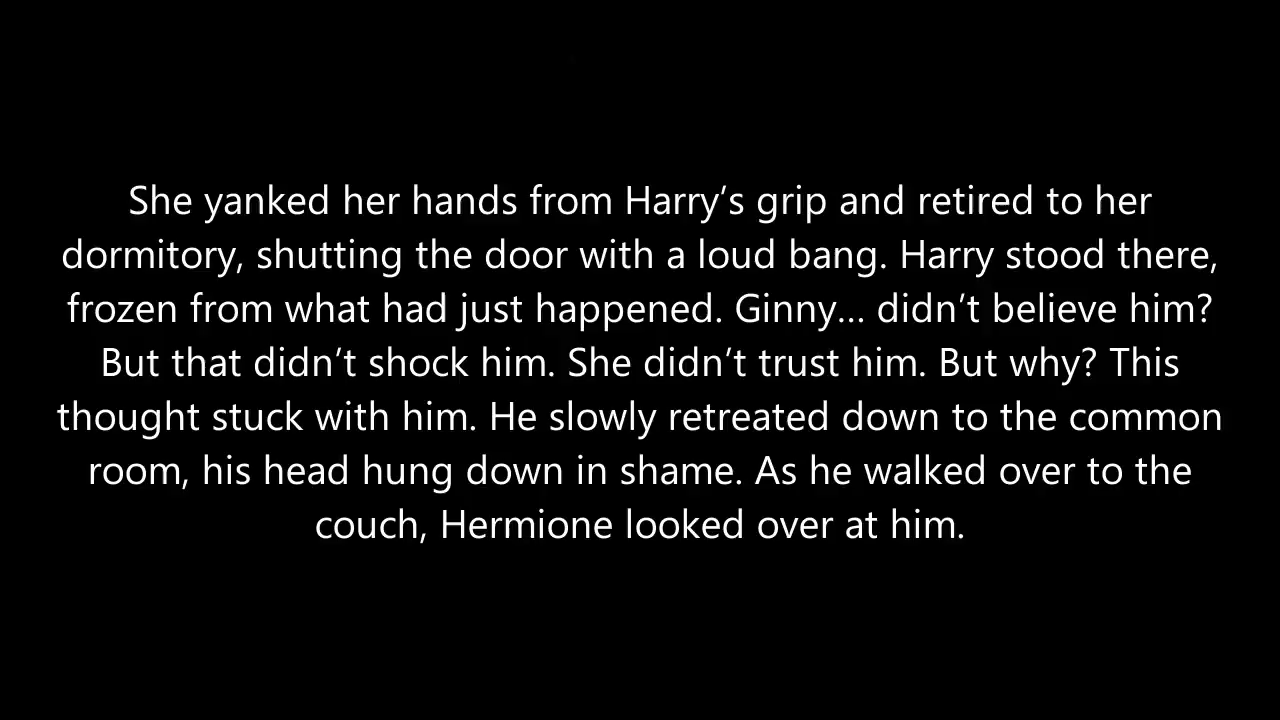 She yanked her hands from Harry’s grip and retired to her
dormitory, shutting the door with a loud bang. Harry stood there,
frozen from what had just happened. Ginny... didn’t believe him?
But that didn’t shock him. She didn’t trust him. But why? This
thought stuck with him. He slowly retreated down to the common
room, his head hung down in shame. As he walked over to the
couch, Hermione looked over at him.